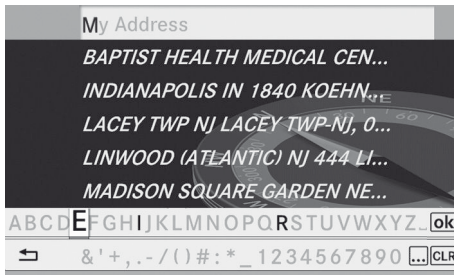 My Address
BAPTIST HEALTH MEDICAL CEN...
INDIANAPOLIS IN 1840 KOEHN...
LACEY TWP NJ LACEY TWP-NJ, 0...
LINWOOD (ATLANTIC) NJ 444 LI...
MADISON SQUARE GARDEN NE...
ABCDEFGHIJKLMNOPQRSTUVWXYZ_ ok
&'+,.-/()#:*_1234567890 ... CLR